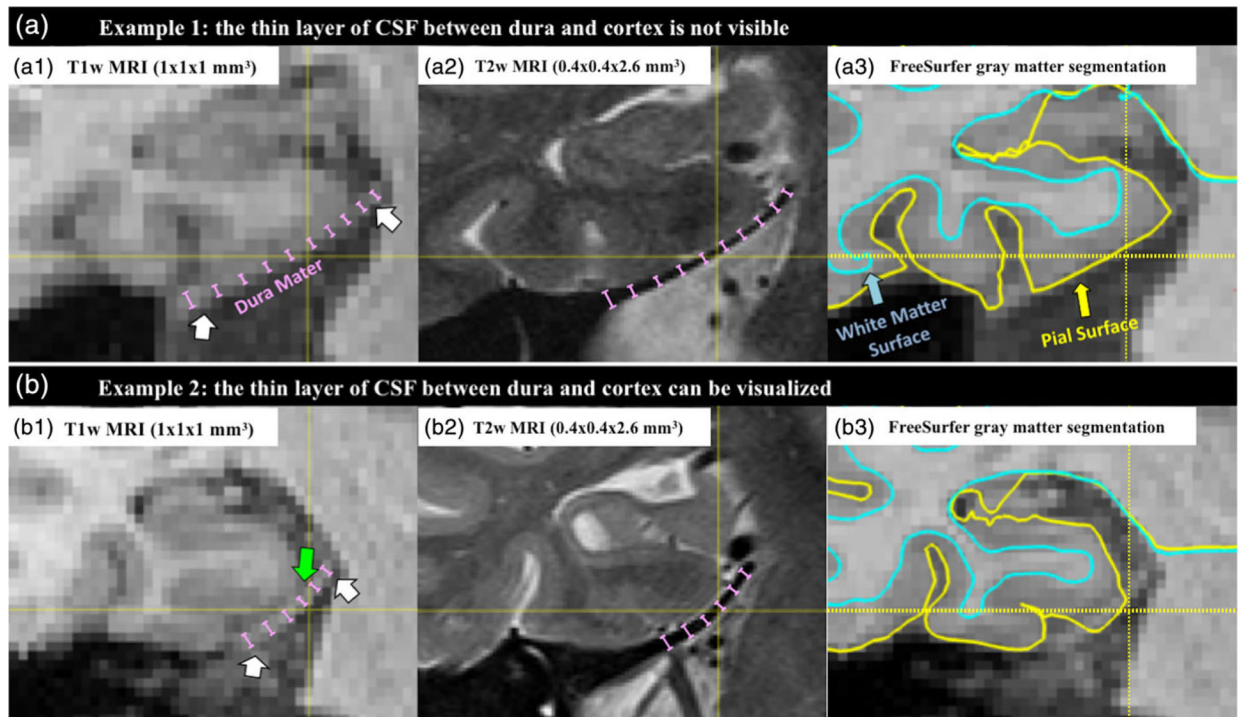 (a) Example 1: the thin layer of CSF between dura and cortex is not visible
(a1) T1w MRI (1x1x1 mm³)
(a2) T2w MRI (0.4x0.4x2.6 mm³)
(a3) FreeSurfer gray matter segmentation
Dura Mater
White Matter
Surface
Pial Surface
(b) Example 2: the thin layer of CSF between dura and cortex can be visualized
(b1) T1w MRI (1x1x1 mm³)
(b2) T2w MRI (0.4x0.4x2.6 mm³)
(b3) FreeSurfer gray matter segmentation